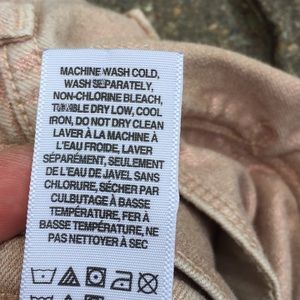 MACHINE WASH COLD,
WASH SEPARATELY,
NON-CHLORINE BLEACH,
TUMBLE DRY LOW, COOL
IRON, DO NOT DRY CLEAN
LAVER À LA MACHINE À
L'EAU FROIDE, LAVER
SÉPARÉMENT, SEULEMENT
DE L'EAU DE JAVEL SANS
CHLORURE, SÉCHER PAR
CULBUTAGE À BASSE
TEMPÉRATURE, FER À
BASSE TEMPÉRATURE, NE
PAS NETTOYER À SEC